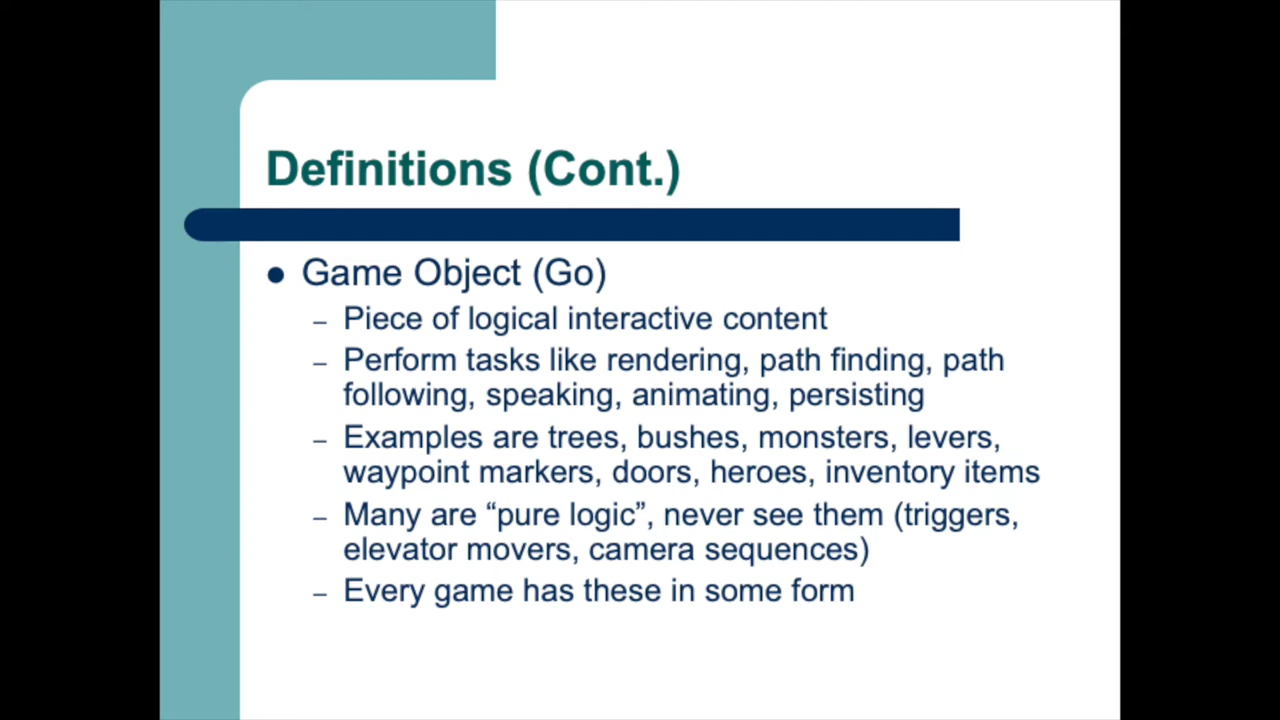 Definitions (Cont.)
● Game Object (Go)
– Piece of logical interactive content
– Perform tasks like rendering, path finding, path
following, speaking, animating, persisting
– Examples are trees, bushes, monsters, levers,
waypoint markers, doors, heroes, inventory items
– Many are “pure logic”, never see them (triggers,
elevator movers, camera sequences)
– Every game has these in some form